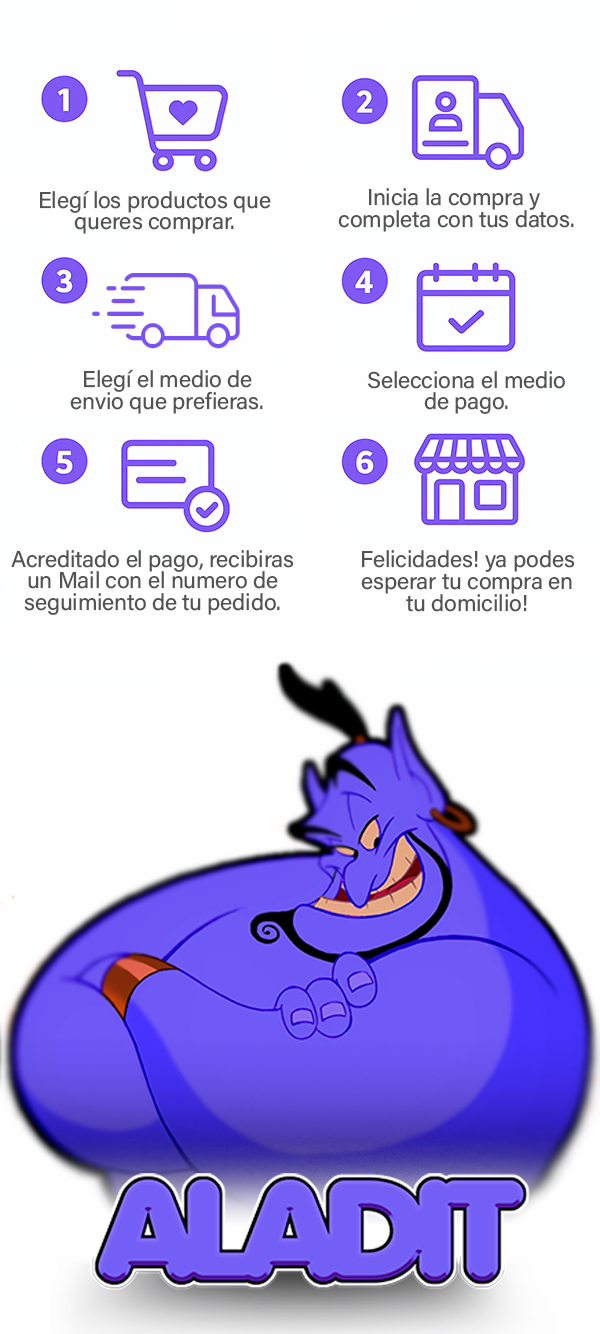 1
Elegí los productos que
queres comprar.
2
Inicia la compra y
completa con tus datos.
3
Elegí el medio de
envio que prefieras.
4
Selecciona el medio
de pago.
5
Acreditado el pago, recibiras
un Mail con el numero de
seguimiento de tu pedido.
6
Felicidades! ya podes
esperar tu compra en
tu domicilio!
ALADIT